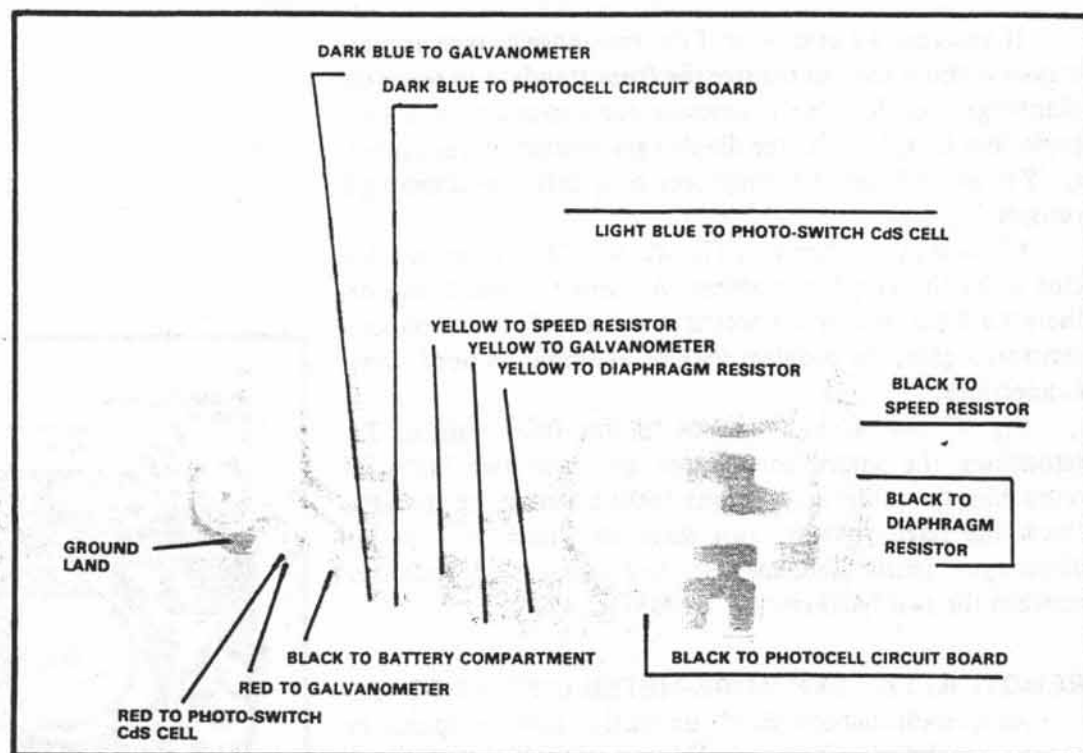 DARK BLUE TO GALVANOMETER
DARK BLUE TO PHOTOCELL CIRCUIT BOARD
LIGHT BLUE TO PHOTO-SWITCH CdS CELL
YELLOW TO SPEED RESISTOR
YELLOW TO GALVANOMETER
YELLOW TO DIAPHRAGM RESISTOR
BLACK TO
SPEED RESISTOR
BLACK TO
DIAPHRAGM
RESISTOR
GROUND
LAND
BLACK TO BATTERY COMPARTMENT
BLACK TO PHOTOCELL CIRCUIT BOARD
RED TO GALVANOMETER
RED TO PHOTO-SWITCH
CdS CELL